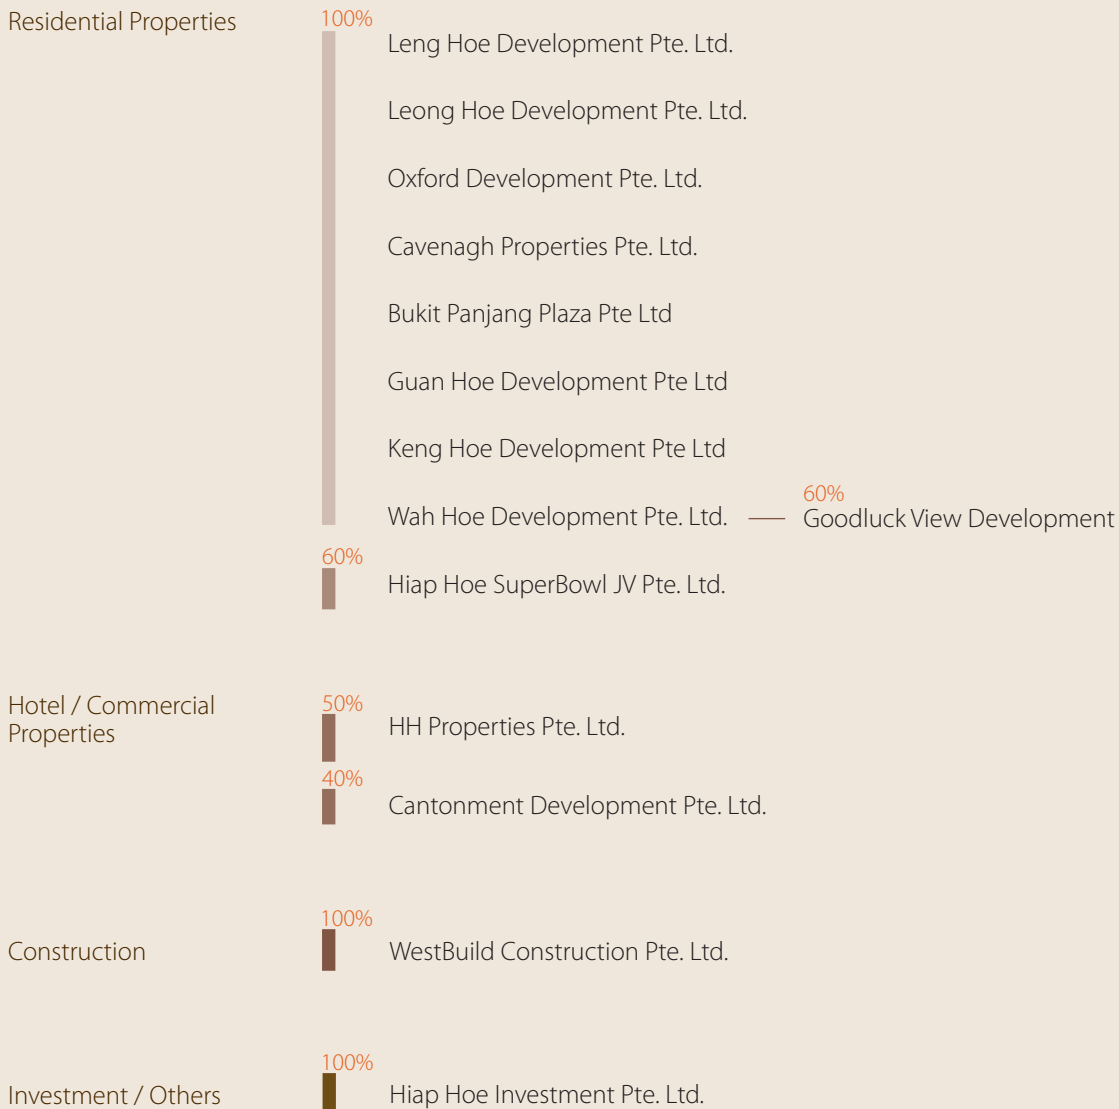 Residential Properties
100%
Leng Hoe Development Pte. Ltd.
Leong Hoe Development Pte. Ltd.
Oxford Development Pte. Ltd.
Cavenagh Properties Pte. Ltd.
Bukit Panjang Plaza Pte Ltd
Guan Hoe Development Pte Ltd
Keng Hoe Development Pte Ltd
Wah Hoe Development Pte. Ltd.
60%
Goodluck View Development
60%
Hiap Hoe SuperBowl JV Pte. Ltd.
Hotel / Commercial
Properties
50%
HH Properties Pte. Ltd.
40%
Cantonment Development Pte. Ltd.
Construction
100%
WestBuild Construction Pte. Ltd.
Investment / Others
100%
Hiap Hoe Investment Pte. Ltd.